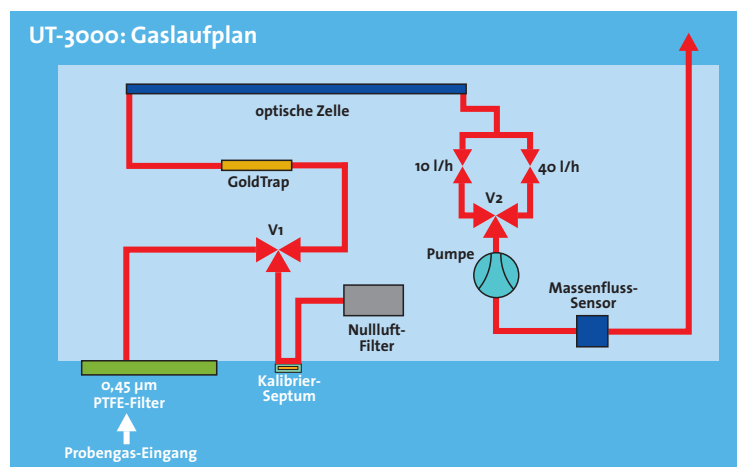 UT-3000: Gaslaufplan
optische Zelle
10 l/h
40 l/h
GoldTrap
V2
V1
Pumpe
Massenfluss-
Sensor
Nullluft-
Filter
Kalibrier-
Septum
0,45 µm
PTFE-Filter
Probengas-Eingang